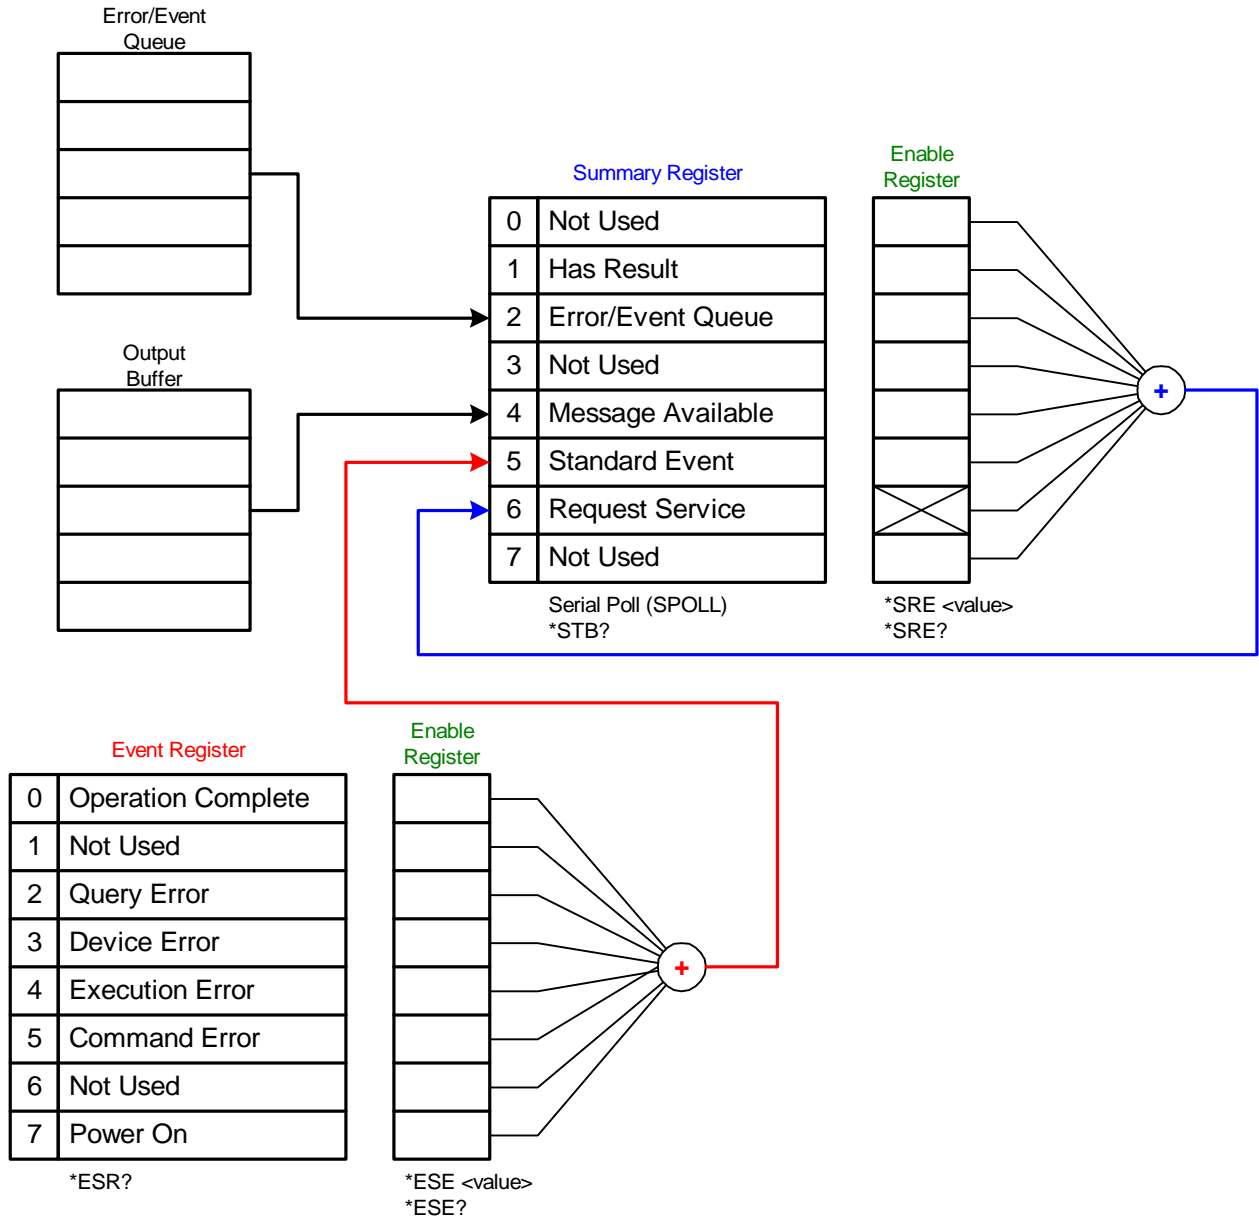 Error/Event
Queue
Output
Buffer
Summary Register
0 Not Used
1 Has Result
2 Error/Event Queue
3 Not Used
4 Message Available
5 Standard Event
6 Request Service
7 Not Used
Serial Poll (SPOLL)
*STB?
Enable
Register
+
*SRE <value>
*SRE?
Event Register
0 Operation Complete
1 Not Used
2 Query Error
3 Device Error
4 Execution Error
5 Command Error
6 Not Used
7 Power On
*ESR?
Enable
Register
+
*ESE <value>
*ESE?